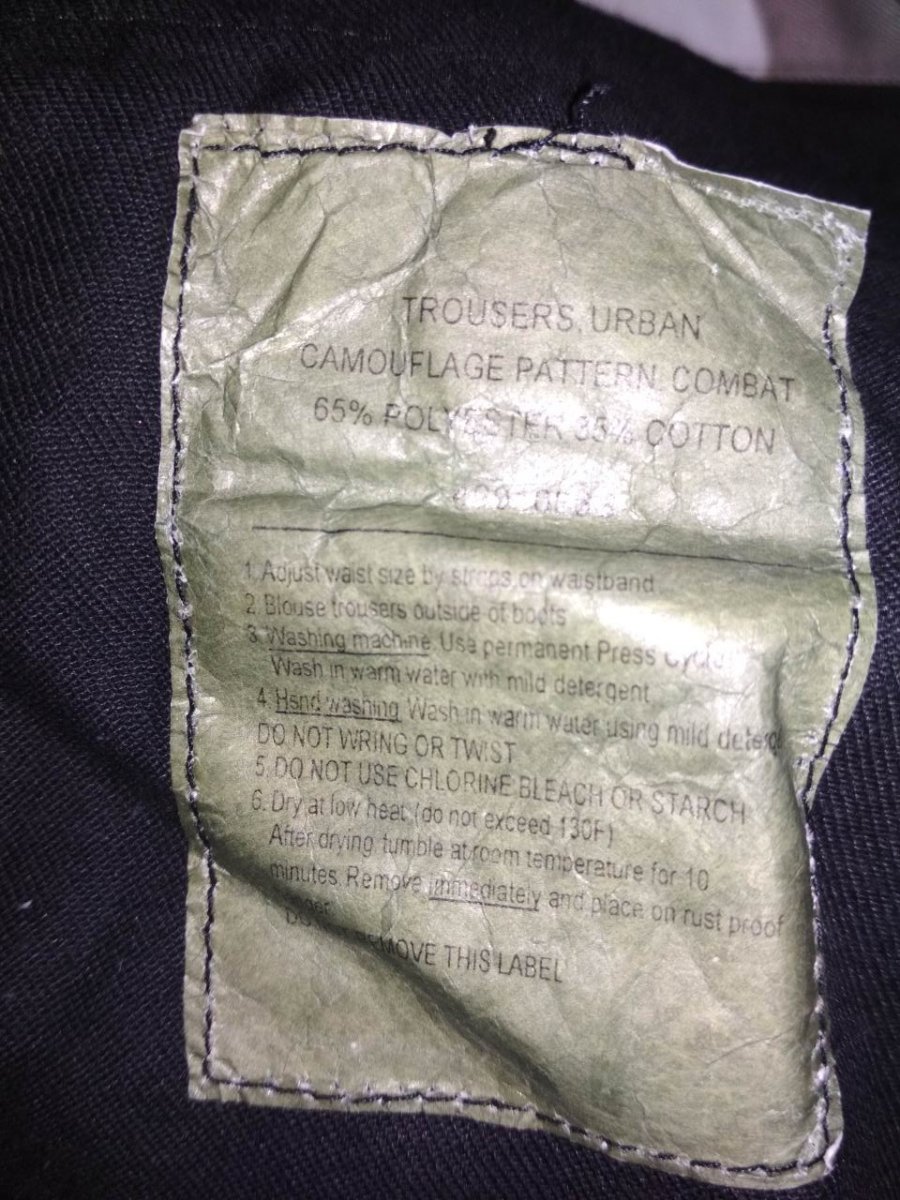 TROUSERS, URBAN
CAMOUFLAGE PATTERN, COMBAT
65% POLYESTER 35% COTTON
1. Adjust waist size by straps on waistband
2. Blouse trousers outside of boots
3. Washing machine. Use permanent Press Cycle
Wash in warm water with mild detergent
4. Hand washing. Wash in warm water using mild
DO NOT WRING OR TWIST
5. DO NOT USE CHLORINE BLEACH OR STARCH
6. Dry at low heat (do not exceed 130F)
After drying, tumble at room temperature for 10
minutes. Remove immediately and place on rust proof
THIS LABEL